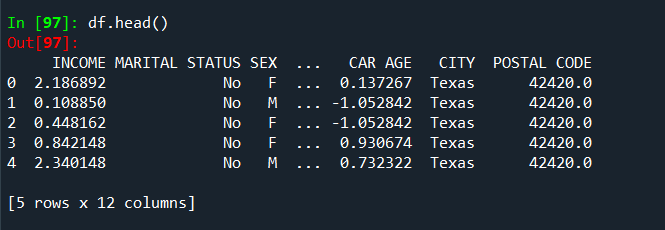 In [97]: df.head()
Out[97]:
INCOME MARITAL STATUS SEX ... CAR AGE CITY POSTAL CODE
0 2.186892 No F ... 0.137267 Texas 42420.0
1 0.108850 No M ... -1.052842 Texas 42420.0
2 0.448162 No F ... -1.052842 Texas 42420.0
3 0.842148 No F ... 0.930674 Texas 42420.0
4 2.340148 No M ... 0.732322 Texas 42420.0
[5 rows x 12 columns]